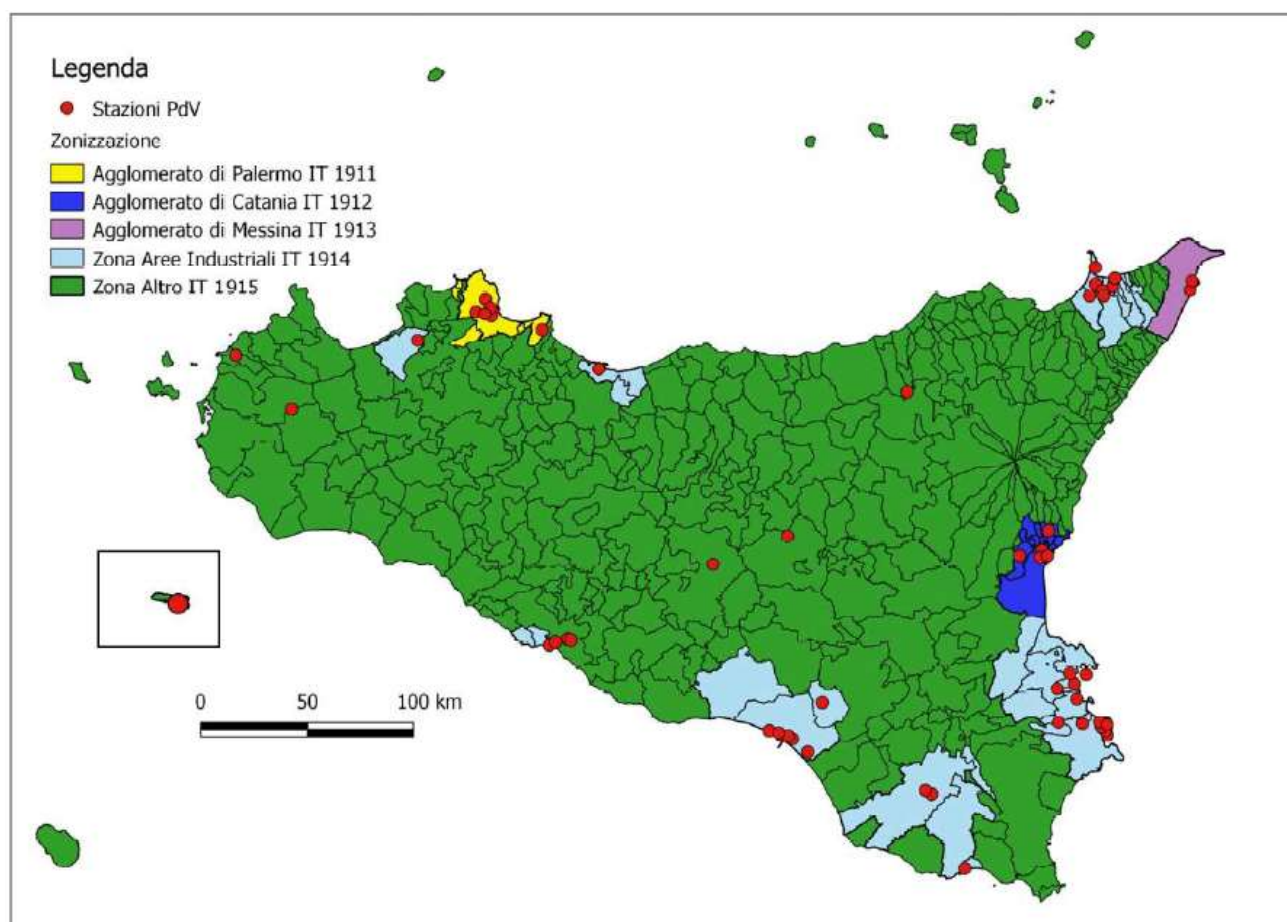 Legenda
Stazioni PdV
Zonizzazione
Agglomerato di Palermo IT 1911
Agglomerato di Catania IT 1912
Agglomerato di Messina IT 1913
Zona Aree Industriali IT 1914
Zona Altro IT 1915
0 50 100 km